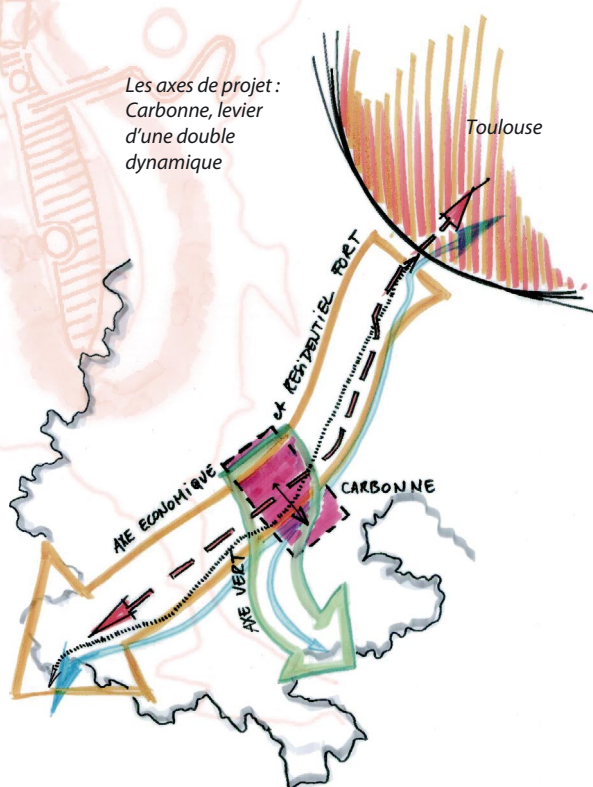 Les axes de projet :
Carbonne, levier
d'une double
dynamique
Toulouse
AXE ECONOMIQUE et RESIDENTIEL FORT
CARBONNE
AXE VERT